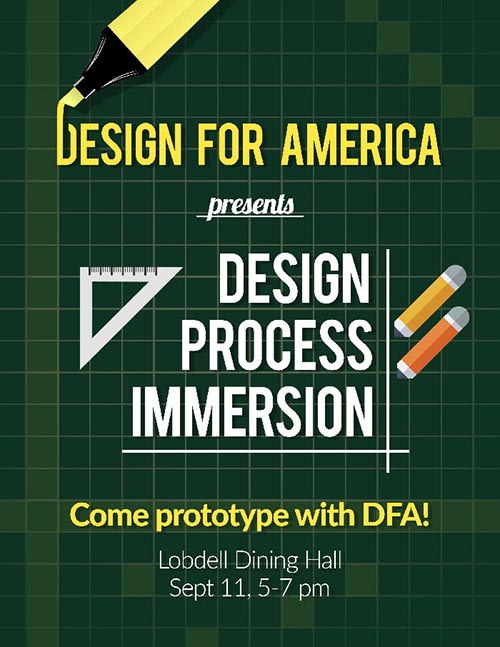 DESIGN FOR AMERICA
presents
DESIGN
PROCESS
IMMERSION
Come prototype with DFA!
Lobdell Dining Hall
Sept 11, 5-7 pm